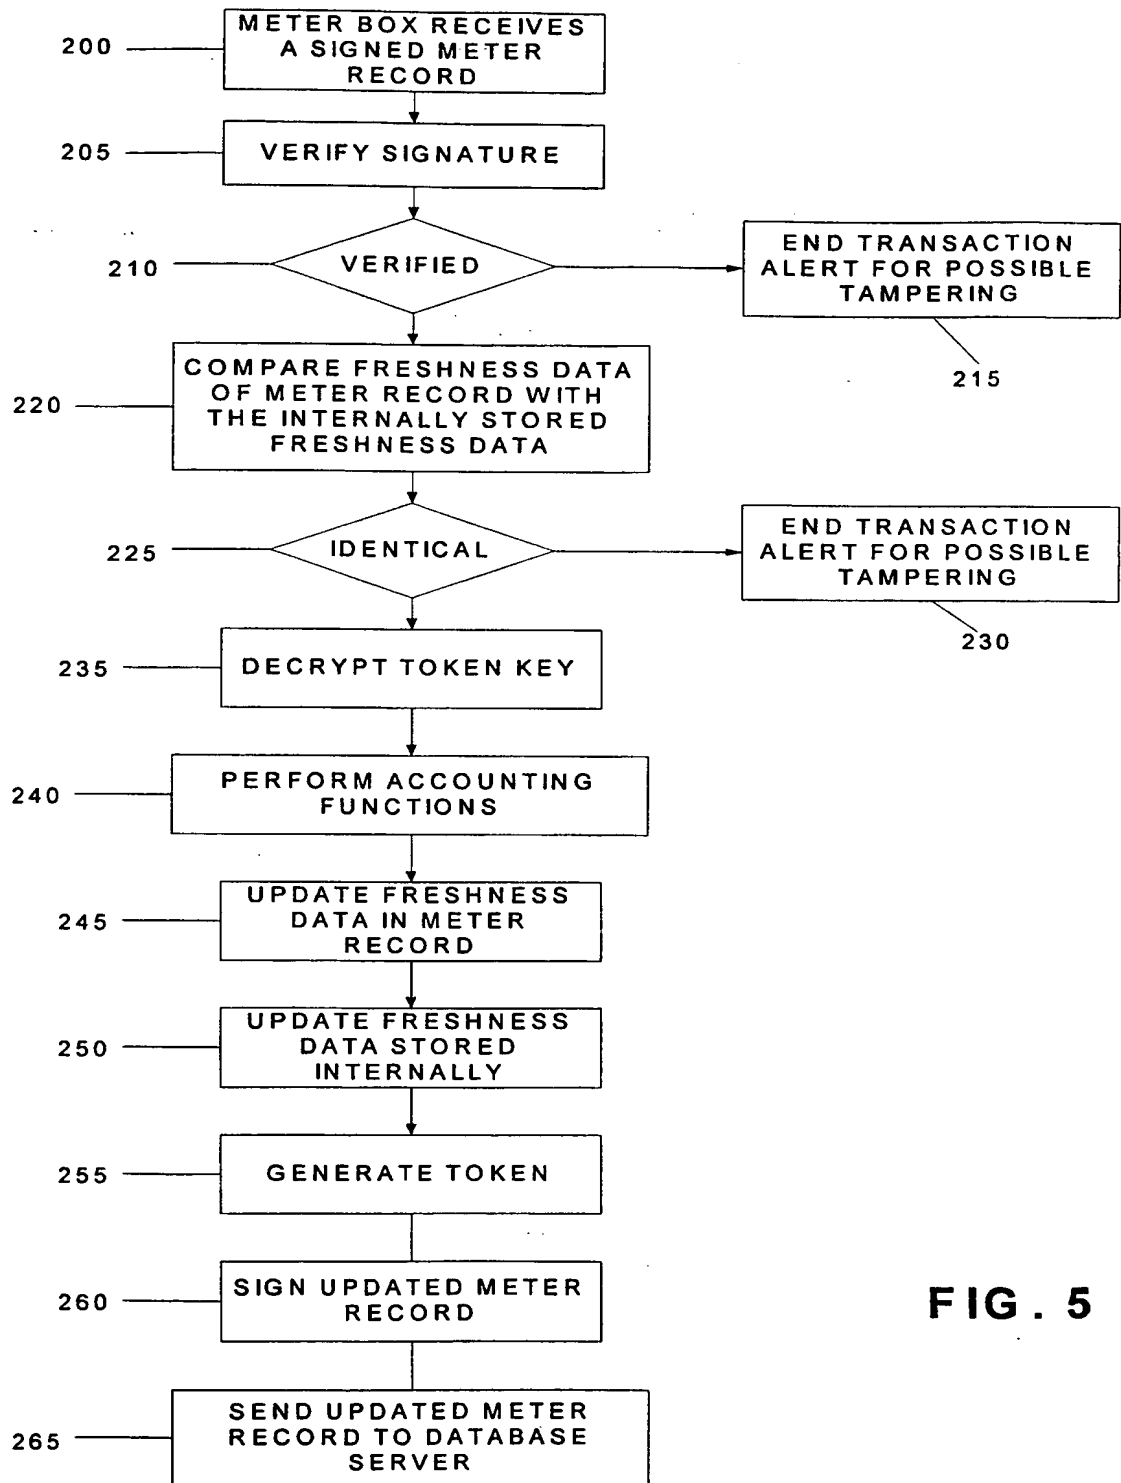 METER BOX RECEIVES
A SIGNED METER
RECORD
200
205
VERIFY SIGNATURE
210
VERIFIED
END TRANSACTION
ALERT FOR POSSIBLE
TAMPERING
215
220
COMPARE FRESHNESS DATA
OF METER RECORD WITH
THE INTERNALLY STORED
FRESHNESS DATA
225
IDENTICAL
END TRANSACTION
ALERT FOR POSSIBLE
TAMPERING
230
235
DECRYPT TOKEN KEY
240
PERFORM ACCOUNTING
FUNCTIONS
245
UPDATE FRESHNESS
DATA IN METER
RECORD
250
UPDATE FRESHNESS
DATA STORED
INTERNALLY
255
GENERATE TOKEN
260
SIGN UPDATED METER
RECORD
FIG. 5
265
SEND UPDATED METER
RECORD TO DATABASE
SERVER